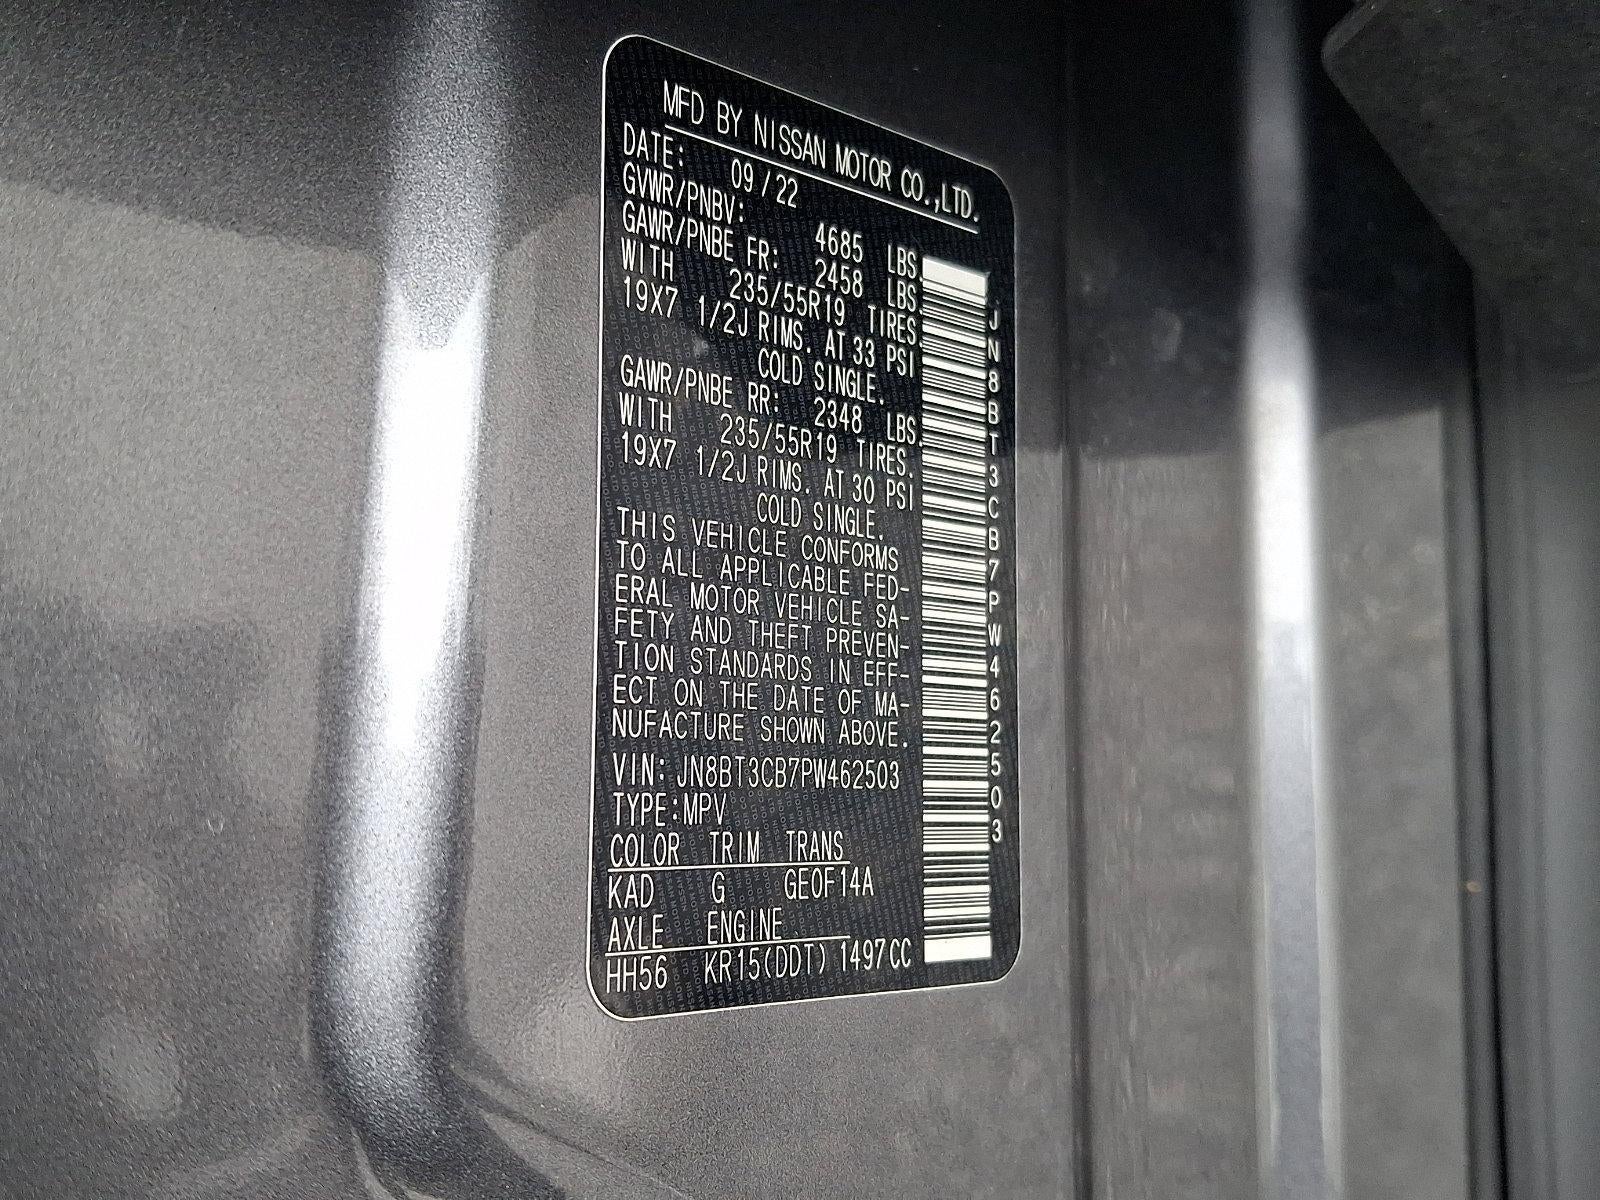 MFD BY NISSAN MOTOR CO.,LTD.
DATE: 09/22
GVWR/PNBV: 4685 LBS
GAWR/PNBE FR: 2458 LBS
WITH 235/55R19 TIRES
19X7 1/2J RIMS. AT 33 PSI
COLD SINGLE.
GAWR/PNBE RR: 2348 LBS
WITH 235/55R19 TIRES.
19X7 1/2J RIMS. AT 30 PSI
COLD SINGLE.
THIS VEHICLE CONFORMS
TO ALL APPLICABLE FED-
ERAL MOTOR VEHICLE SA-
FETY AND THEFT PREVEN-
TION STANDARDS IN EFF-
ECT ON THE DATE OF MA-
NUFACTURE SHOWN ABOVE.
VIN: JN8BT3CB7PW462503
TYPE:MPV
COLOR TRIM TRANS
KAD G GE0F14A
AXLE ENGINE
HH56 KR15(DDT) 1497CC
JN8BT3CB7PW462503